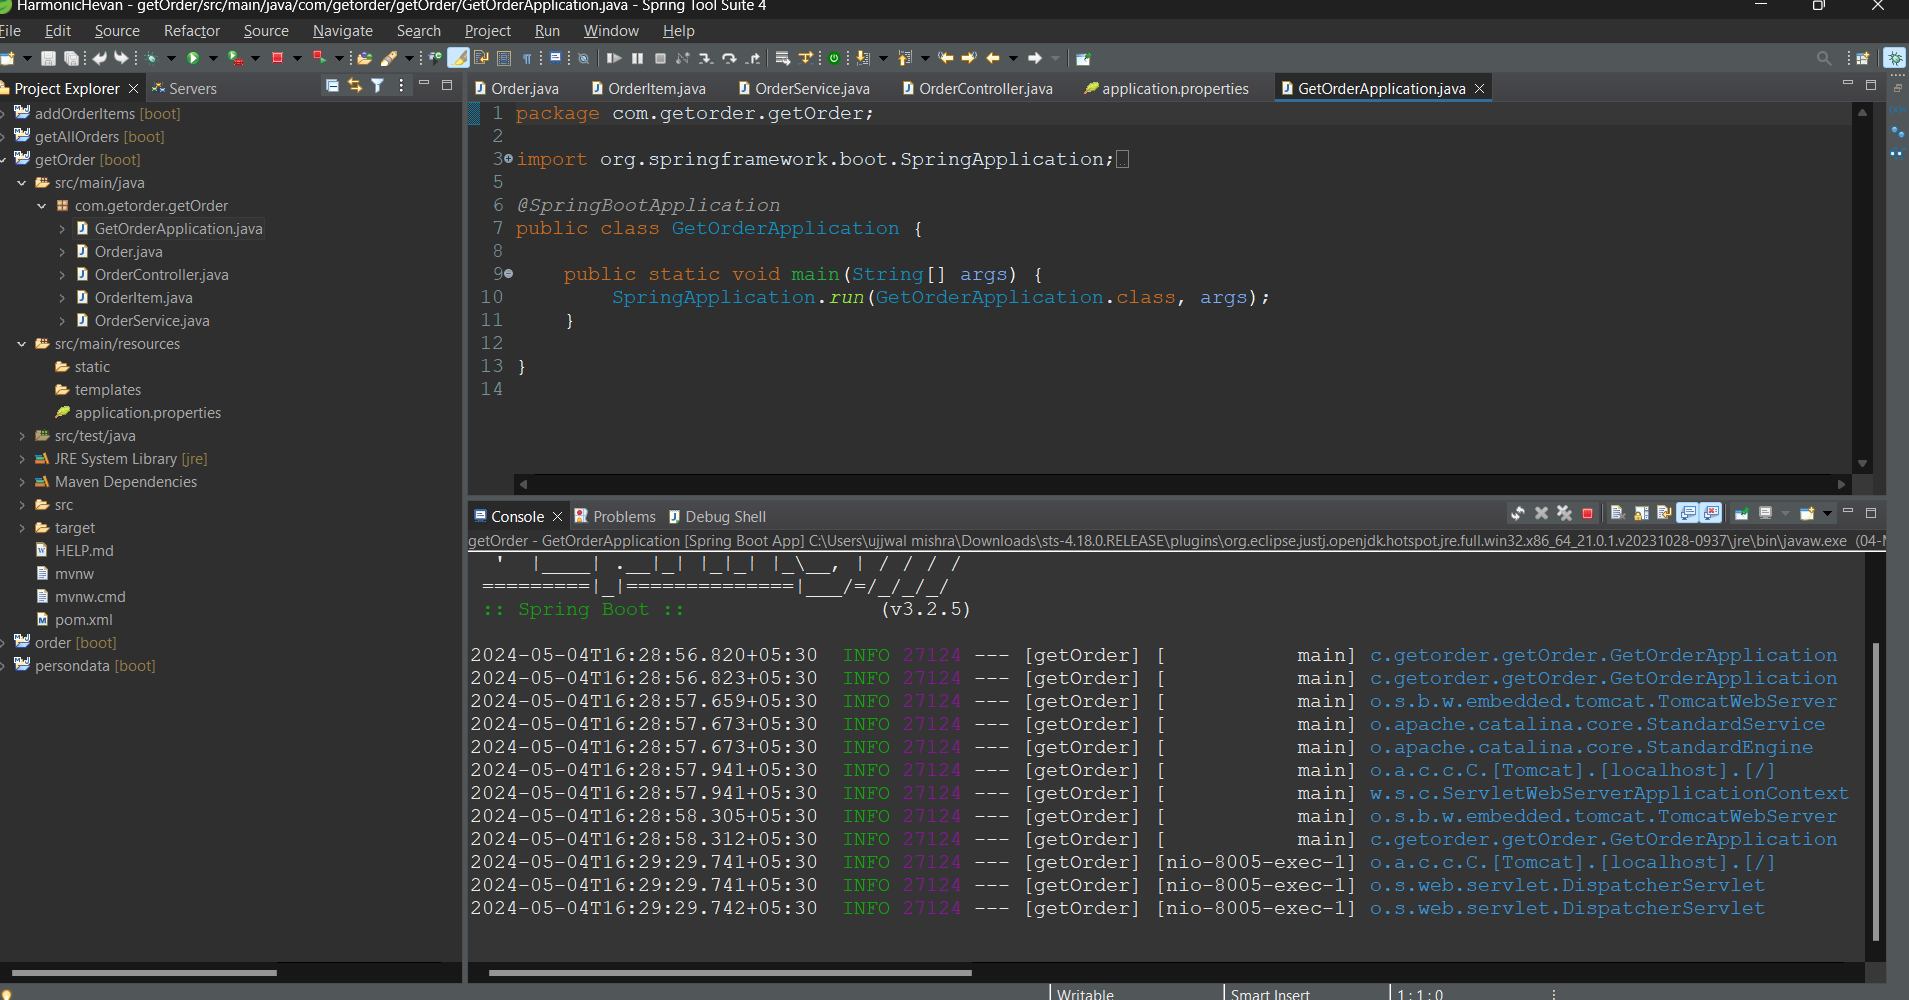 HarmonicHevan - getOrder/src/main/java/com/getorder/getOrder/GetOrderApplication.java - Spring Tool Suite 4
File Edit Source Refactor Source Navigate Search Project Run Window Help
Project Explorer Servers
addOrderItems [boot]
getAllOrders [boot]
getOrder [boot]
src/main/java
com.getorder.getOrder
GetOrderApplication.java
Order.java
OrderController.java
OrderItem.java
OrderService.java
src/main/resources
static
templates
application.properties
src/test/java
JRE System Library [jre]
Maven Dependencies
src
target
HELP.md
mvnw
mvnw.cmd
pom.xml
order [boot]
persondata [boot]
Order.java OrderItem.java OrderService.java OrderController.java application.properties GetOrderApplication.java
1 package com.getorder.getOrder;
2
3 import org.springframework.boot.SpringApplication;
5
6 @SpringBootApplication
7 public class GetOrderApplication {
8
9 public static void main(String[] args) {
10 SpringApplication.run(GetOrderApplication.class, args);
11 }
12
13 }
14
Console Problems Debug Shell
getOrder - GetOrderApplication [Spring Boot App] C:\Users\ujjwal mishra\Downloads\sts-4.18.0.RELEASE\plugins\org.eclipse.justj.openjdk.hotspot.jre.full.win32.x86_64_21.0.1.v20231028-0937\jre\bin\javaw.exe (04-
' |____| .__|_| |_|_| |_\__, | / / / /
=========|_|==============|___/=/_/_/_/
:: Spring Boot :: (v3.2.5)
2024-05-04T16:28:56.820+05:30 INFO 27124 --- [getOrder] [ main] c.getorder.getOrder.GetOrderApplication
2024-05-04T16:28:56.823+05:30 INFO 27124 --- [getOrder] [ main] c.getorder.getOrder.GetOrderApplication
2024-05-04T16:28:57.659+05:30 INFO 27124 --- [getOrder] [ main] o.s.b.w.embedded.tomcat.TomcatWebServer
2024-05-04T16:28:57.673+05:30 INFO 27124 --- [getOrder] [ main] o.apache.catalina.core.StandardService
2024-05-04T16:28:57.673+05:30 INFO 27124 --- [getOrder] [ main] o.apache.catalina.core.StandardEngine
2024-05-04T16:28:57.941+05:30 INFO 27124 --- [getOrder] [ main] o.a.c.c.C.[Tomcat].[localhost].[/]
2024-05-04T16:28:57.941+05:30 INFO 27124 --- [getOrder] [ main] w.s.c.ServletWebServerApplicationContext
2024-05-04T16:28:58.305+05:30 INFO 27124 --- [getOrder] [ main] o.s.b.w.embedded.tomcat.TomcatWebServer
2024-05-04T16:28:58.312+05:30 INFO 27124 --- [getOrder] [ main] c.getorder.getOrder.GetOrderApplication
2024-05-04T16:29:29.741+05:30 INFO 27124 --- [getOrder] [nio-8005-exec-1] o.a.c.c.C.[Tomcat].[localhost].[/]
2024-05-04T16:29:29.741+05:30 INFO 27124 --- [getOrder] [nio-8005-exec-1] o.s.web.servlet.DispatcherServlet
2024-05-04T16:29:29.742+05:30 INFO 27124 --- [getOrder] [nio-8005-exec-1] o.s.web.servlet.DispatcherServlet
Writable Smart Insert 1 : 1 : 0